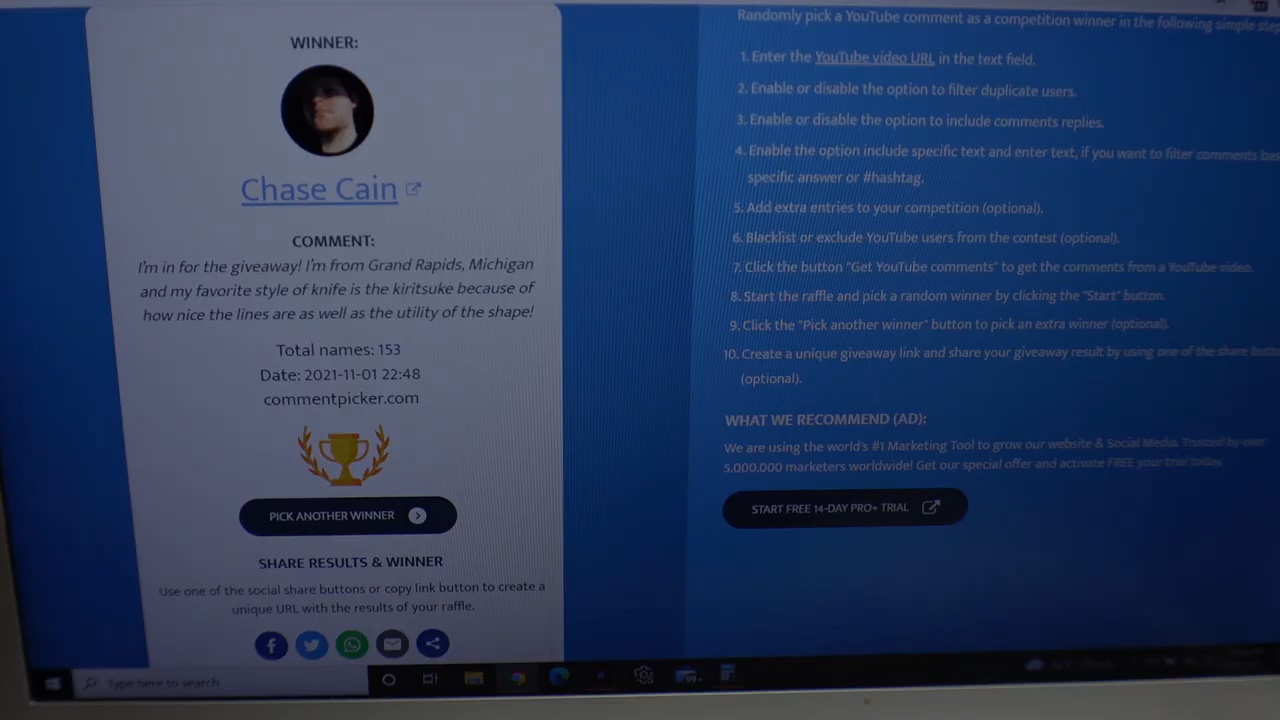 WINNER:
Chase Cain
COMMENT:
I'm in for the giveaway! I'm from Grand Rapids, Michigan
and my favorite style of knife is the kiritsuke because of
how nice the lines are as well as the utility of the shape!
Total names: 153
Date: 2021-11-01 22:48
commentpicker.com
PICK ANOTHER WINNER
SHARE RESULTS & WINNER
Use one of the social share buttons or copy link button to create a
unique URL with the results of your raffle.
Randomly pick a YouTube comment as a competition winner in the following simple
1. Enter the YouTube video URL in the text field.
2. Enable or disable the option to filter duplicate users.
3. Enable or disable the option to include comments replies.
4. Enable the option include specific text and enter text, if you want to filter comments
specific answer or #hashtag.
5. Add extra entries to your competition (optional).
6. Blacklist or exclude YouTube users from the contest (optional).
7. Click the button "Get YouTube comments" to get the comments from a YouTube video.
8. Start the raffle and pick a random winner by clicking the "Start" button.
9. Click the "Pick another winner" button to pick an extra winner (optional).
10. Create a unique giveaway link and share your giveaway result by using one of the share
(optional).
WHAT WE RECOMMEND (AD):
We are using the world's #1 Marketing Tool to grow our website & Social Media. Trusted by over
5.000.000 marketers worldwide! Get our special offer and activate FREE your trial today.
START FREE 14-DAY PRO+ TRIAL
Type here to search
99+